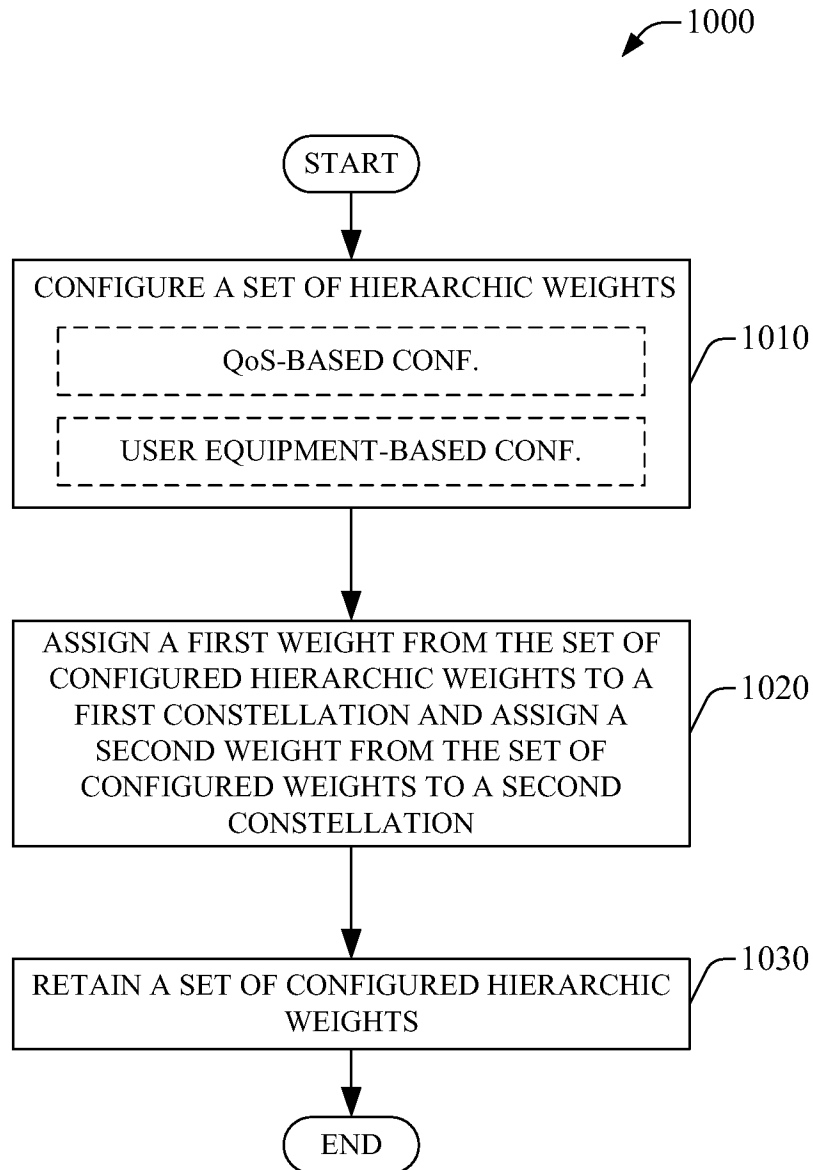 1000
START
CONFIGURE A SET OF HIERARCHIC WEIGHTS
QoS-BASED CONF.
USER EQUIPMENT-BASED CONF.
1010
ASSIGN A FIRST WEIGHT FROM THE SET OF
CONFIGURED HIERARCHIC WEIGHTS TO A
FIRST CONSTELLATION AND ASSIGN A
SECOND WEIGHT FROM THE SET OF
CONFIGURED WEIGHTS TO A SECOND
CONSTELLATION
1020
RETAIN A SET OF CONFIGURED HIERARCHIC
WEIGHTS
1030
END